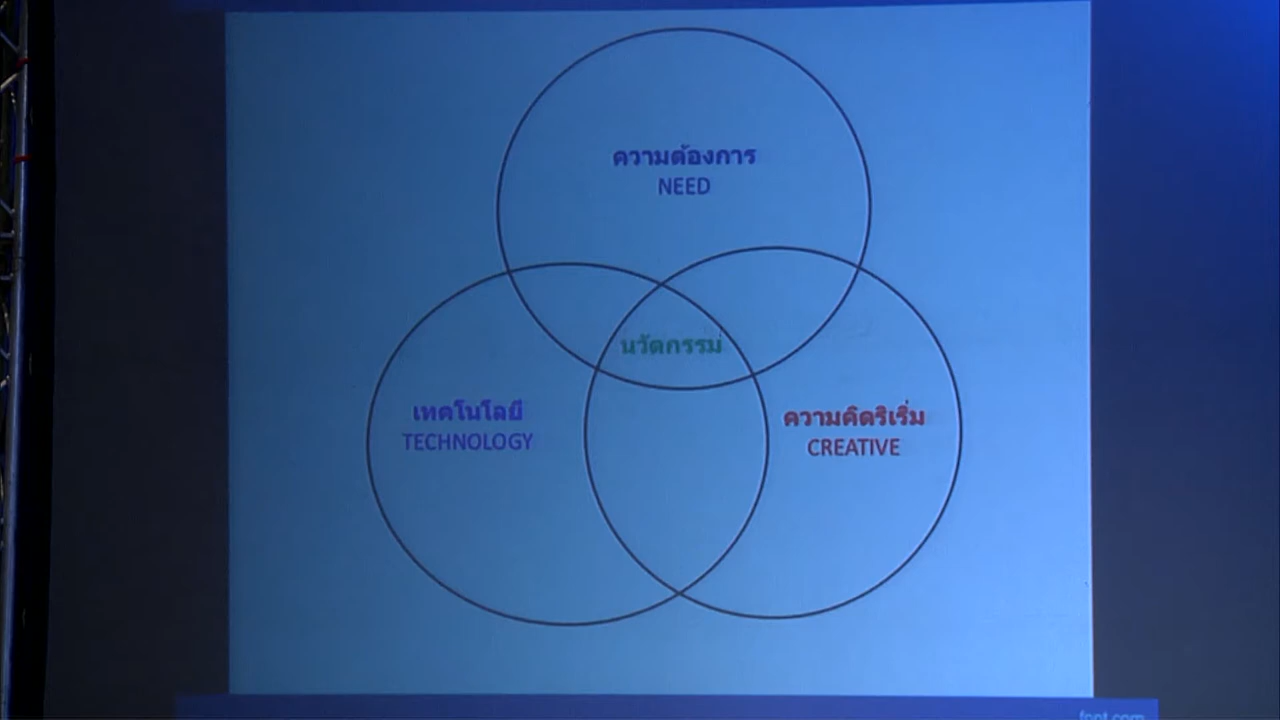 ความต้องการ
NEED
นวัตกรรม
เทคโนโลยี
TECHNOLOGY
ความคิดริเริ่ม
CREATIVE